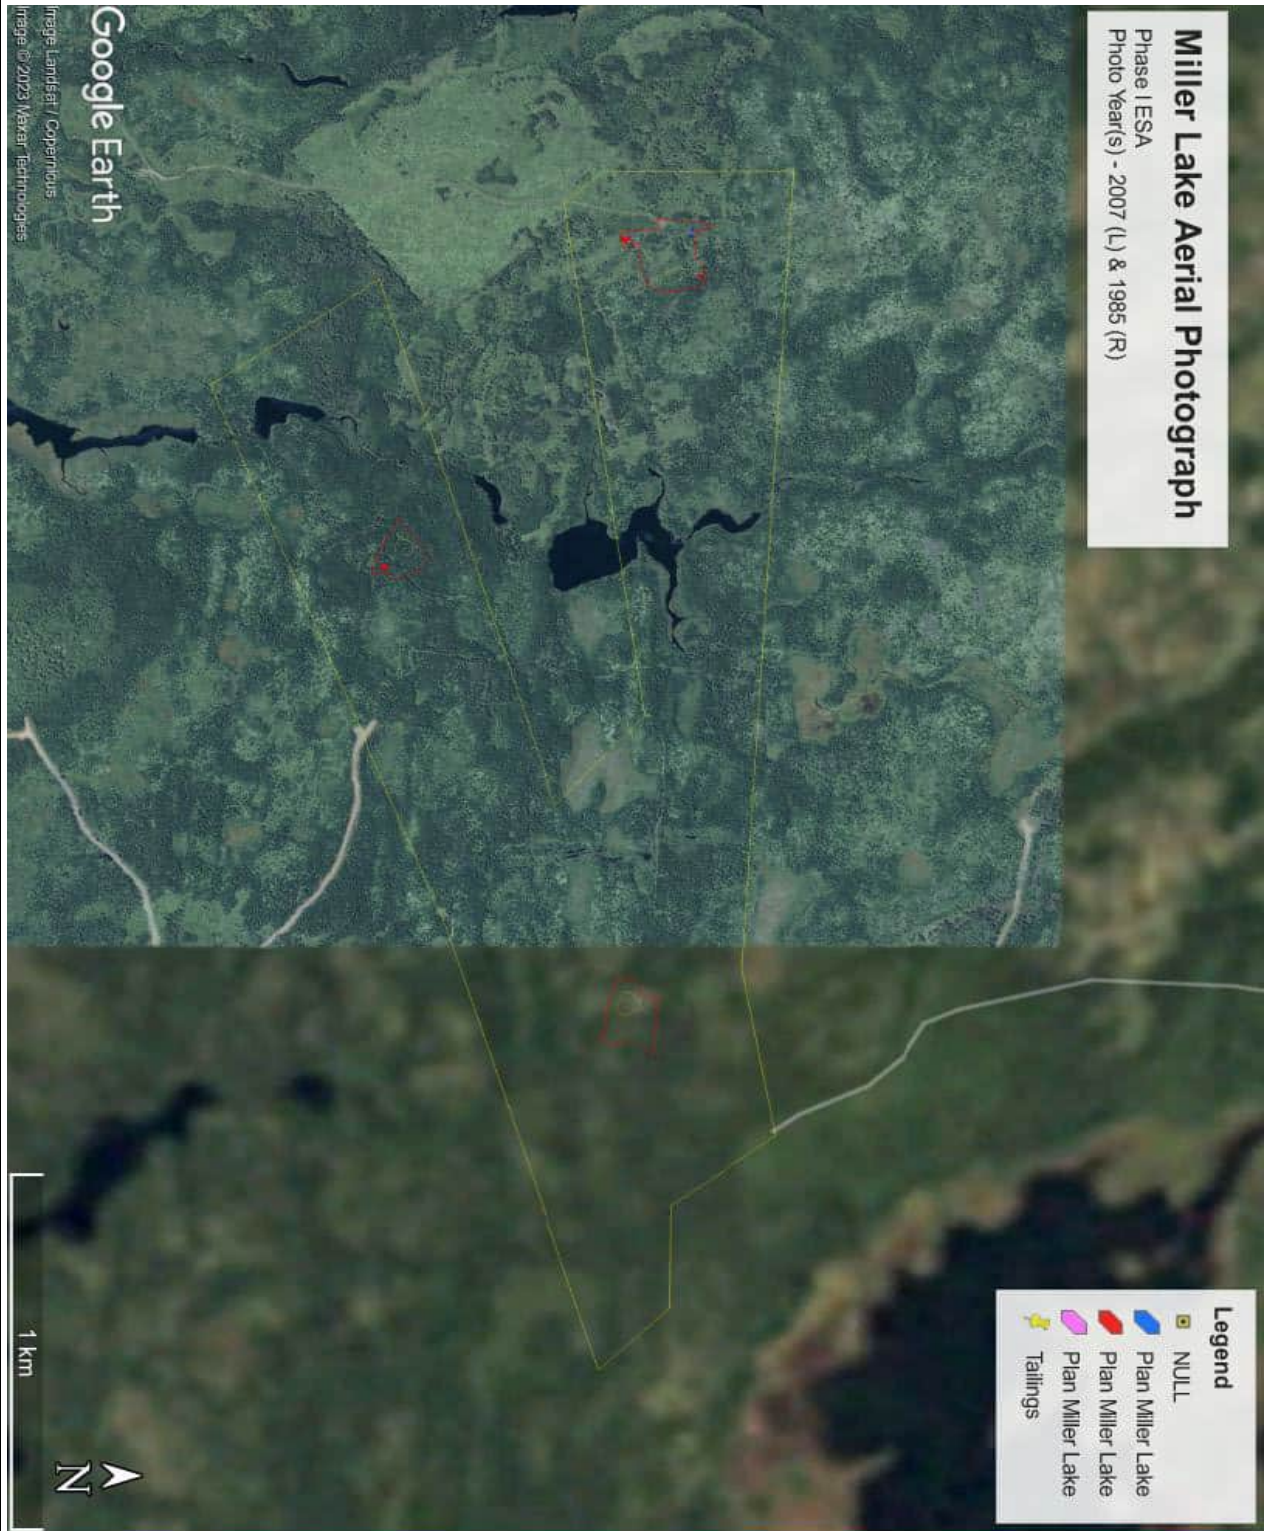 Miller Lake Aerial Photograph
Phase I ESA
Photo Year(s) - 2007 (L) & 1985 (R)
Legend
NULL
Plan Miller Lake
Plan Miller Lake
Plan Miller Lake
Tailings
Google Earth
Image Landsat / Copernicus
Image © 2023 Maxar Technologies
1 km
N